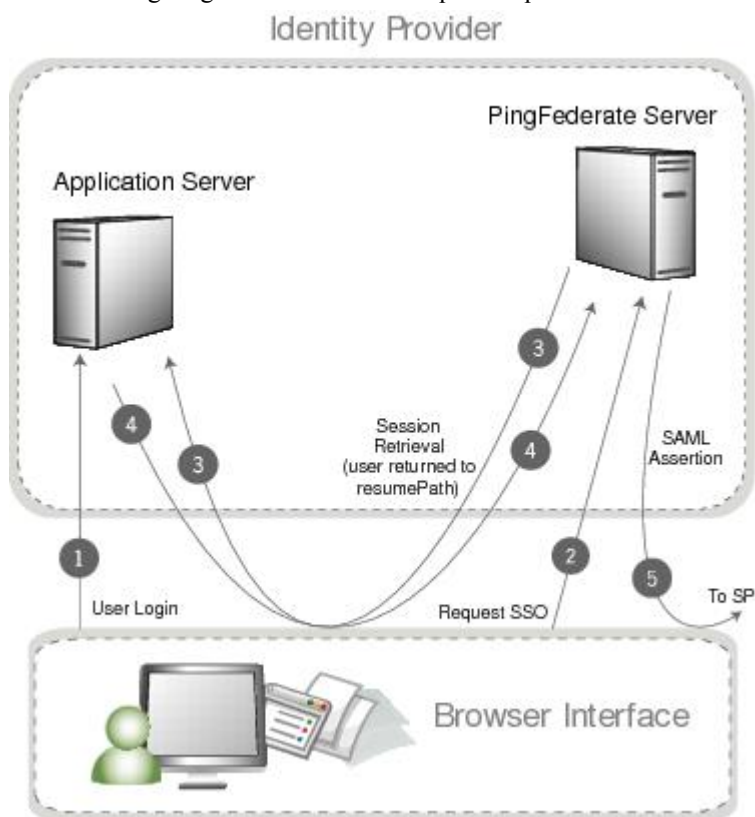 Identity Provider
PingFederate Server
Application Server
3
4
4
3
Session
Retrieval
(user returned to
resumePath)
SAML
Assertion
1
2
5
User Login
Request SSO
To SP
Browser Interface